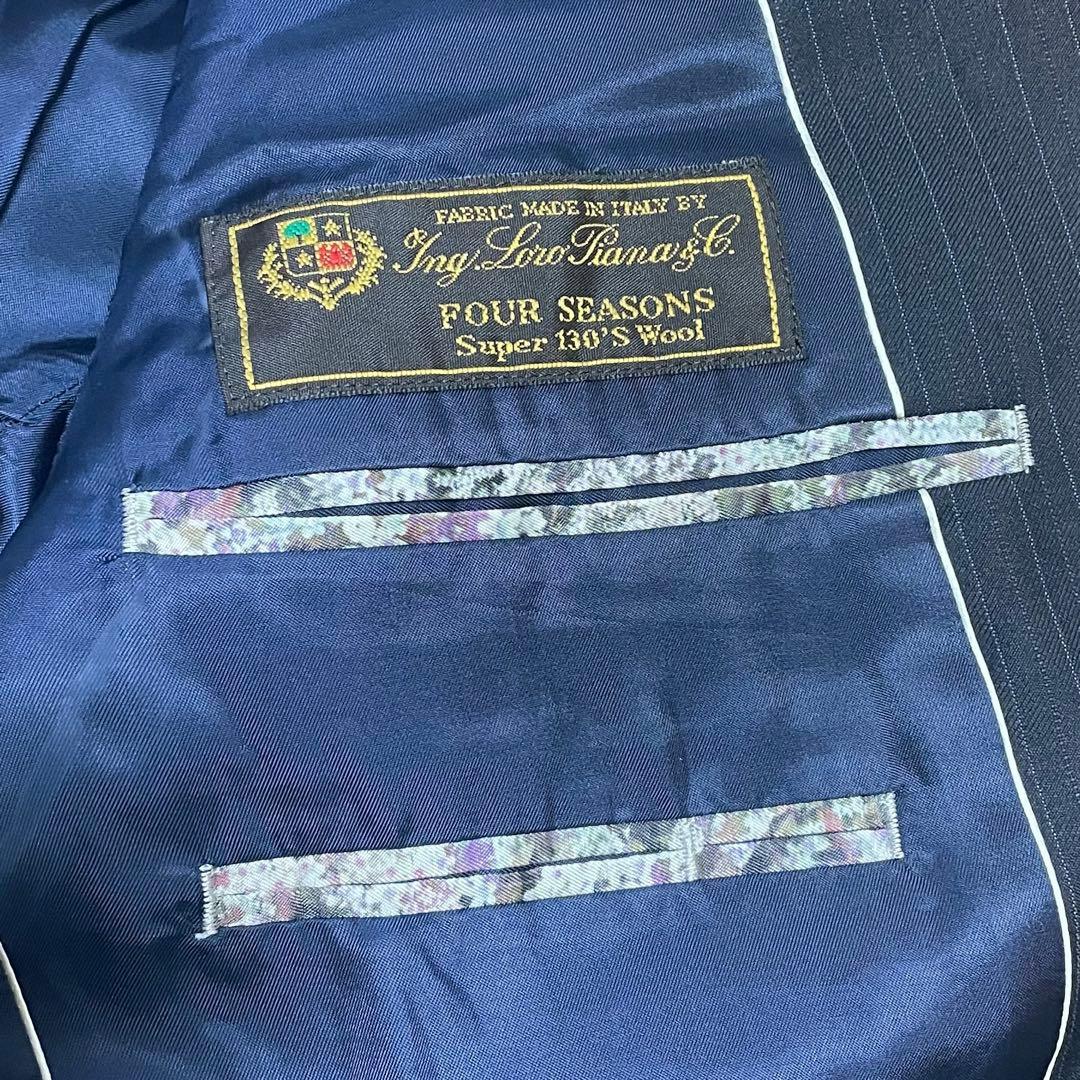 FABRIC MADE IN ITALY BY
Ing. Loro Piana & C.
FOUR SEASONS
Super 130'S Wool